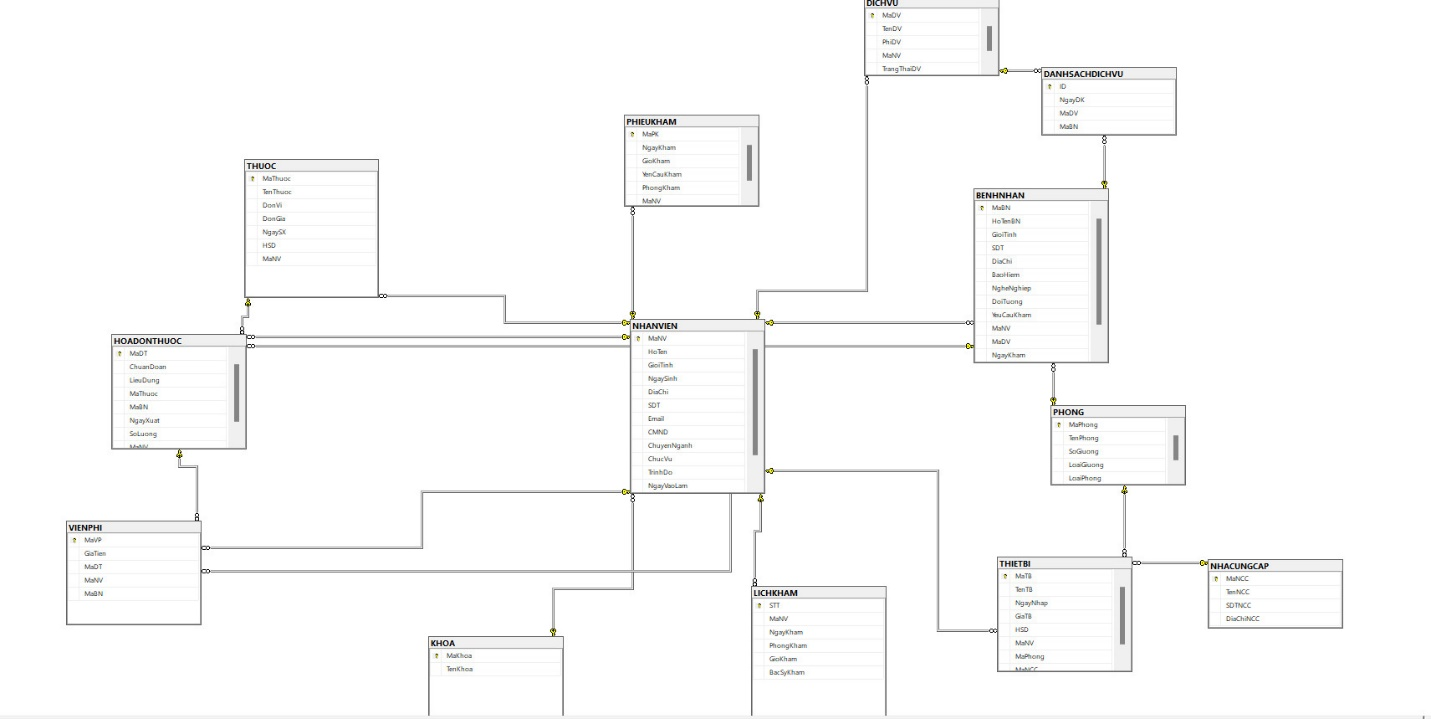 DICHVU
MaDV
TenDV
PhiDV
MaNV
TrangThaiDV
DANHSACHDICHVU
ID
NgayDK
MaDV
MaBN
PHIEUKHAM
MaPK
NgayKham
GioKham
YenCauKham
PhongKham
MaNV
THUOC
MaThuoc
TenThuoc
DonVi
DonGia
NgaySX
HSD
MaNV
BENHNHAN
MaBN
HoTenBN
GioiTinh
SDT
DiaChi
BaoHiem
NgheNghiep
DoiTuong
YeuCauKham
MaNV
MaDV
NgayKham
NHANVIEN
MaNV
HoTen
GioiTinh
NgaySinh
DiaChi
SDT
Email
CMND
ChuyenNganh
ChucVu
TrinhDo
NgayVaoLam
HOADONTHUOC
MaDT
ChuanDoan
LieuDung
MaThuoc
MaBN
NgayXuat
SoLuong
MaNV
PHONG
MaPhong
TenPhong
SoGiuong
LoaiGiuong
LoaiPhong
VIENPHI
MaVP
GiaTien
MaDT
MaNV
MaBN
THIETBI
MaTB
TenTB
NgayNhap
GiaTB
HSD
MaNV
MaPhong
MaNCC
NHACUNGCAP
MaNCC
TenNCC
SDTNCC
DiaChiNCC
LICHKHAM
STT
MaNV
NgayKham
PhongKham
GioKham
BacSyKham
KHOA
MaKhoa
TenKhoa